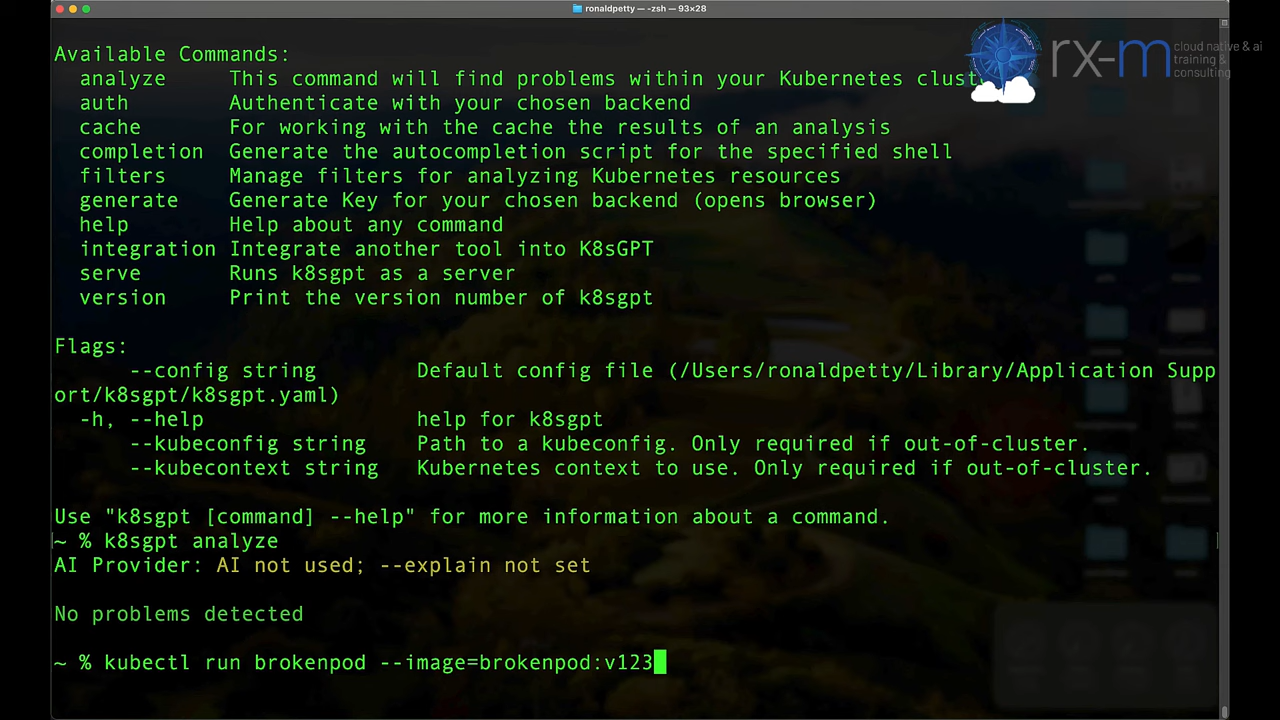 ronaldpetty — -zsh — 93×28
rx-m cloud native & ai
training &
consulting
Available Commands:
analyze This command will find problems within your Kubernetes clust
auth Authenticate with your chosen backend
cache For working with the cache the results of an analysis
completion Generate the autocompletion script for the specified shell
filters Manage filters for analyzing Kubernetes resources
generate Generate Key for your chosen backend (opens browser)
help Help about any command
integration Integrate another tool into K8sGPT
serve Runs k8sgpt as a server
version Print the version number of k8sgpt
Flags:
--config string Default config file (/Users/ronaldpetty/Library/Application Supp
ort/k8sgpt/k8sgpt.yaml)
-h, --help help for k8sgpt
--kubeconfig string Path to a kubeconfig. Only required if out-of-cluster.
--kubecontext string Kubernetes context to use. Only required if out-of-cluster.
Use "k8sgpt [command] --help" for more information about a command.
~ % k8sgpt analyze
AI Provider: AI not used; --explain not set
No problems detected
~ % kubectl run brokenpod --image=brokenpod:v123